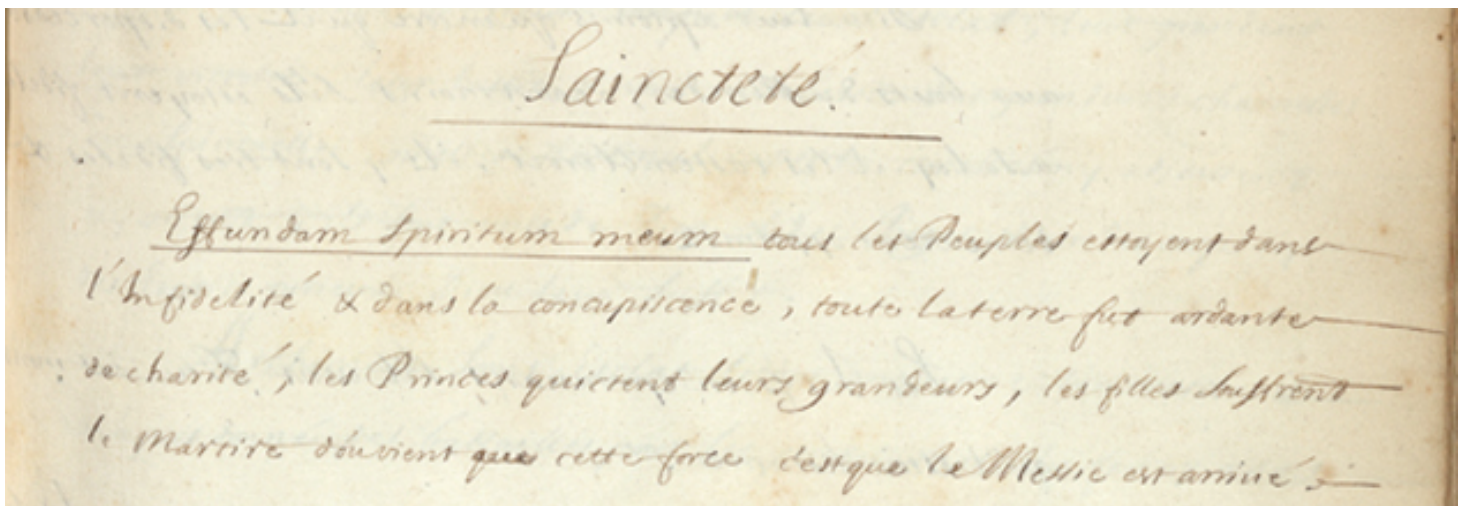 Saincteté.
Effundam spiritum meum tous les Peuples estoyent dans
l'Infidelité & dans la concupiscence, toute la terre fut ardante
de charité, les Princes quictent leurs grandeurs, les filles souffrent
le Martire d'ou vient que cette force c'est que le Messie est arrivé;